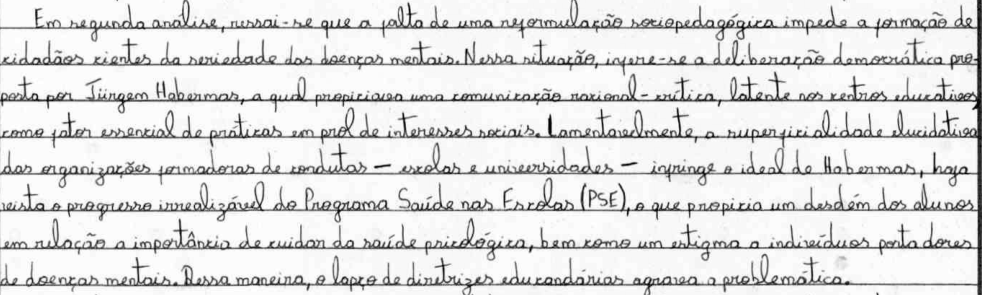 Em segunda análise, ressai-se que a falta de uma reformulação sociopedagógica impede a formação de
cidadãos cientes da seriedade das doenças mentais. Nessa situação, infere-se a deliberação democrática pro-
posta por Jürgem Habermas, a qual propiciava uma comunicação racional-crítica, latente nos centros educativos,
como fator essencial de práticas em prol de interesses sociais. Lamentavelmente, a superficialidade elucidativa
das organizações formadoras de condutas — escolas e universidades — infringe o ideal de Habermas, haja
vista o progresso irrealizável do Programa Saúde nas Escolas (PSE), o que propicia um desdém dos alunos
em relação a importância de cuidar da saúde psicológica, bem como um estigma a indivíduos portadores
de doenças mentais. Dessa maneira, o lapso de diretrizes educandárias agrava a problemática.